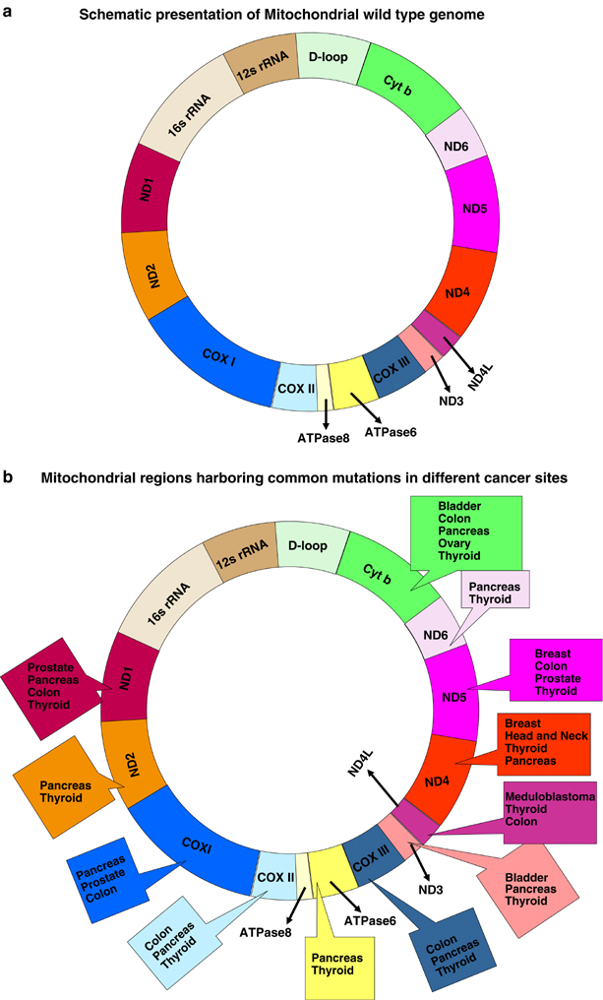 a
Schematic presentation of Mitochondrial wild type genome
D-loop
Cyt b
ND6
ND5
ND4
ND4L
ND3
COX III
ATPase6
ATPase8
COX II
COX I
ND2
ND1
16s rRNA
12s rRNA
b
Mitochondrial regions harboring common mutations in different cancer sites
D-loop
Cyt b
Bladder
Colon
Pancreas
Ovary
Thyroid
ND6
Pancreas
Thyroid
ND5
Breast
Colon
Prostate
Thyroid
ND4
Breast
Head and Neck
Thyroid
Pancreas
ND4L
Meduloblastoma
Thyroid
Colon
ND3
Bladder
Pancreas
Thyroid
COX III
Colon
Pancreas
Thyroid
ATPase6
Pancreas
Thyroid
ATPase8
COX II
Colon
Pancreas
Thyroid
COXI
Pancreas
Prostate
Colon
ND2
Pancreas
Thyroid
ND1
Prostate
Pancreas
Colon
Thyroid
16s rRNA
12s rRNA